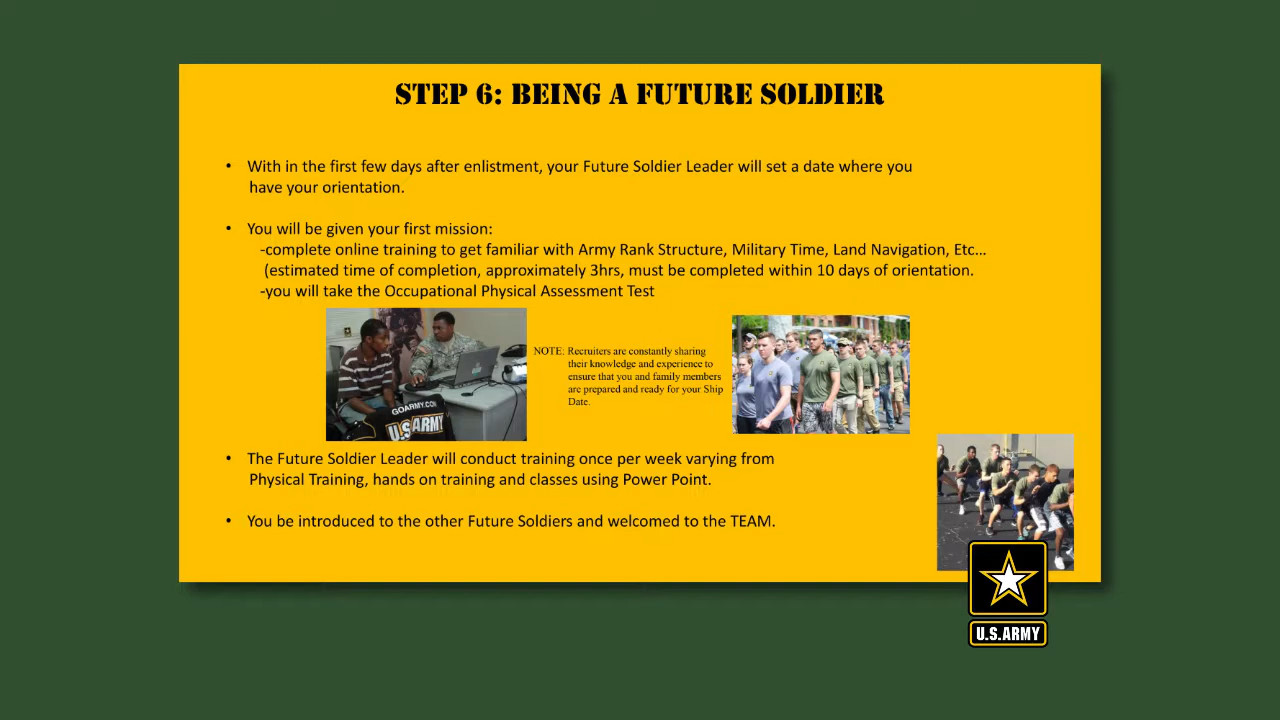 STEP 6: BEING A FUTURE SOLDIER
• With in the first few days after enlistment, your Future Soldier Leader will set a date where you
have your orientation.
• You will be given your first mission:
-complete online training to get familiar with Army Rank Structure, Military Time, Land Navigation, Etc…
(estimated time of completion, approximately 3hrs, must be completed within 10 days of orientation.
-you will take the Occupational Physical Assessment Test
GOARMY.COM
U.S.ARMY
NOTE: Recruiters are constantly sharing
their knowledge and experience to
ensure that you and family members
are prepared and ready for your Ship
Date.
• The Future Soldier Leader will conduct training once per week varying from
Physical Training, hands on training and classes using Power Point.
• You be introduced to the other Future Soldiers and welcomed to the TEAM.
U.S.ARMY